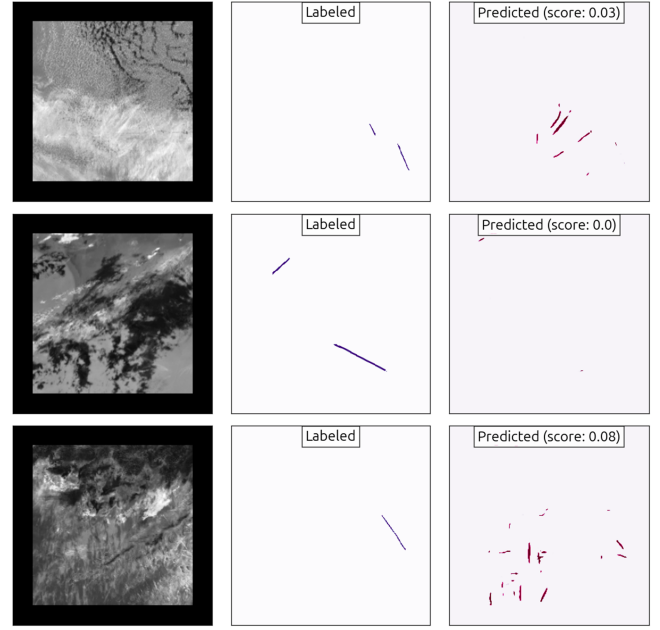 Labeled
Predicted (score: 0.03)
Labeled
Predicted (score: 0.0)
Labeled
Predicted (score: 0.08)